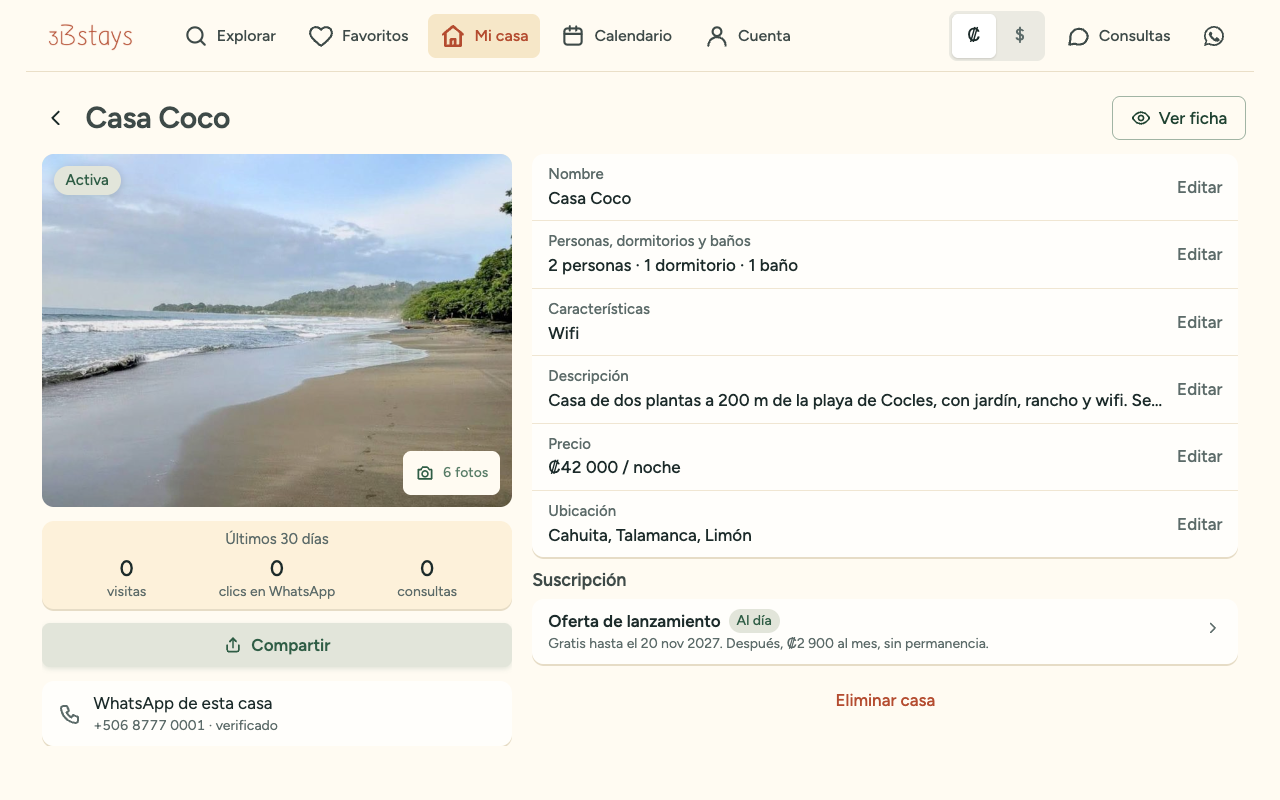 3B stays
Explorar
Favoritos
Mi casa
Calendario
Cuenta
₡
$
Consultas
Casa Coco
Ver ficha
Activa
6 fotos
Últimos 30 días
0
visitas
0
clics en WhatsApp
0
consultas
Compartir
WhatsApp de esta casa
+506 8777 0001 · verificado
Nombre
Casa Coco
Editar
Personas, dormitorios y baños
2 personas · 1 dormitorio · 1 baño
Editar
Características
Wifi
Editar
Descripción
Casa de dos plantas a 200 m de la playa de Cocles, con jardín, rancho y wifi. Se...
Editar
Precio
₡42 000 / noche
Editar
Ubicación
Cahuita, Talamanca, Limón
Editar
Suscripción
Oferta de lanzamiento Al día
Gratis hasta el 20 nov 2027. Después, ₡2 900 al mes, sin permanencia.
Eliminar casa